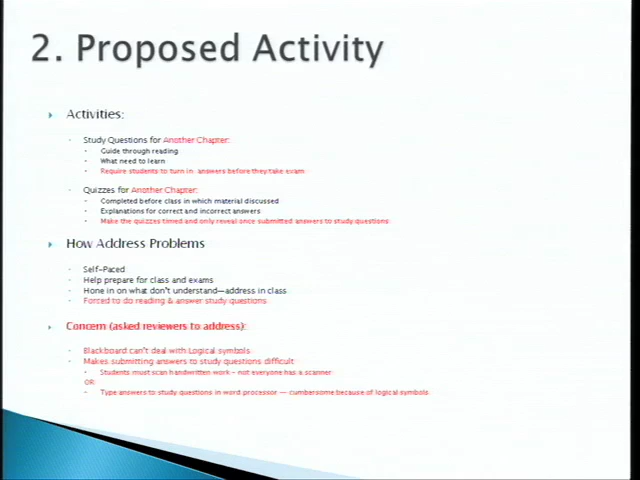 2. Proposed Activity
Activities:
Study Questions for Another Chapter:
Guide through reading
What need to learn
Require students to turn in answers before they take exam
Quizzes for Another Chapter:
Completed before class in which material discussed
Explanations for correct and incorrect answers
Make the quizzes timed and only reveal once submitted answers to study questions
How Address Problems
Self-Paced
Help prepare for class and exams
Hone in on what don't understand—address in class
Forced to do reading & answer study questions
Concern (asked reviewers to address):
Blackboard can't deal with Logical symbols
Makes submitting answers to study questions difficult
Students must scan handwritten work – not everyone has a scanner
OR
Type answers to study questions in word processor — cumbersome because of logical symbols